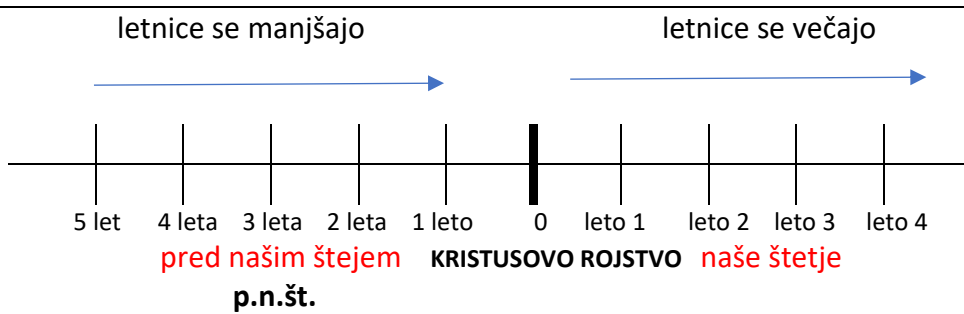 letnice se manjšajo letnice se večajo
5 let 4 leta 3 leta 2 leta 1 leto 0 leto 1 leto 2 leto 3 leto 4
pred našim štejem KRISTUSOVO ROJSTVO naše štetje
p.n.št.